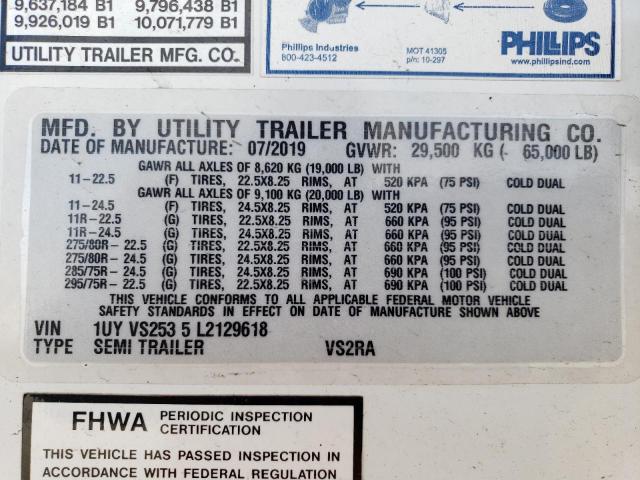 9,637,184 B1 9,796,438 B1
9,926,019 B1 10,071,779 B1
UTILITY TRAILER MFG. CO.
Phillips Industries
800-423-4512
MOT 41305
p/n: 10-297
PHILLIPS
www.phillipsind.com
MFD. BY UTILITY TRAILER MANUFACTURING CO.
DATE OF MANUFACTURE: 07/2019 GVWR: 29,500 KG (- 65,000 LB)
GAWR ALL AXLES OF 8,620 KG (19,000 LB) WITH
11-22.5 (F) TIRES, 22.5X8.25 RIMS, AT 520 KPA (75 PSI) COLD DUAL
GAWR ALL AXLES OF 9,100 KG (20,000 LB) WITH
11-24.5 (F) TIRES, 24.5X8.25 RIMS, AT 520 KPA (75 PSI) COLD DUAL
11R-22.5 (G) TIRES, 22.5X8.25 RIMS, AT 660 KPA (95 PSI) COLD DUAL
11R-24.5 (G) TIRES, 24.5X8.25 RIMS, AT 660 KPA (95 PSI) COLD DUAL
275/80R- 22.5 (G) TIRES, 22.5X8.25 RIMS, AT 660 KPA (95 PSI) COLD DUAL
275/80R- 24.5 (G) TIRES, 24.5X8.25 RIMS, AT 660 KPA (95 PSI) COLD DUAL
285/75R- 24.5 (G) TIRES, 24.5X8.25 RIMS, AT 690 KPA (100 PSI) COLD DUAL
295/75R- 22.5 (G) TIRES, 22.5X8.25 RIMS, AT 690 KPA (100 PSI) COLD DUAL
THIS VEHICLE CONFORMS TO ALL APPLICABLE FEDERAL MOTOR VEHICLE
SAFETY STANDARDS IN EFFECT ON DATE OF MANUFACTURE SHOWN ABOVE
VIN 1UY VS253 5 L2129618
TYPE SEMI TRAILER VS2RA
FHWA PERIODIC INSPECTION
CERTIFICATION
THIS VEHICLE HAS PASSED INSPECTION IN
ACCORDANCE WITH FEDERAL REGULATION